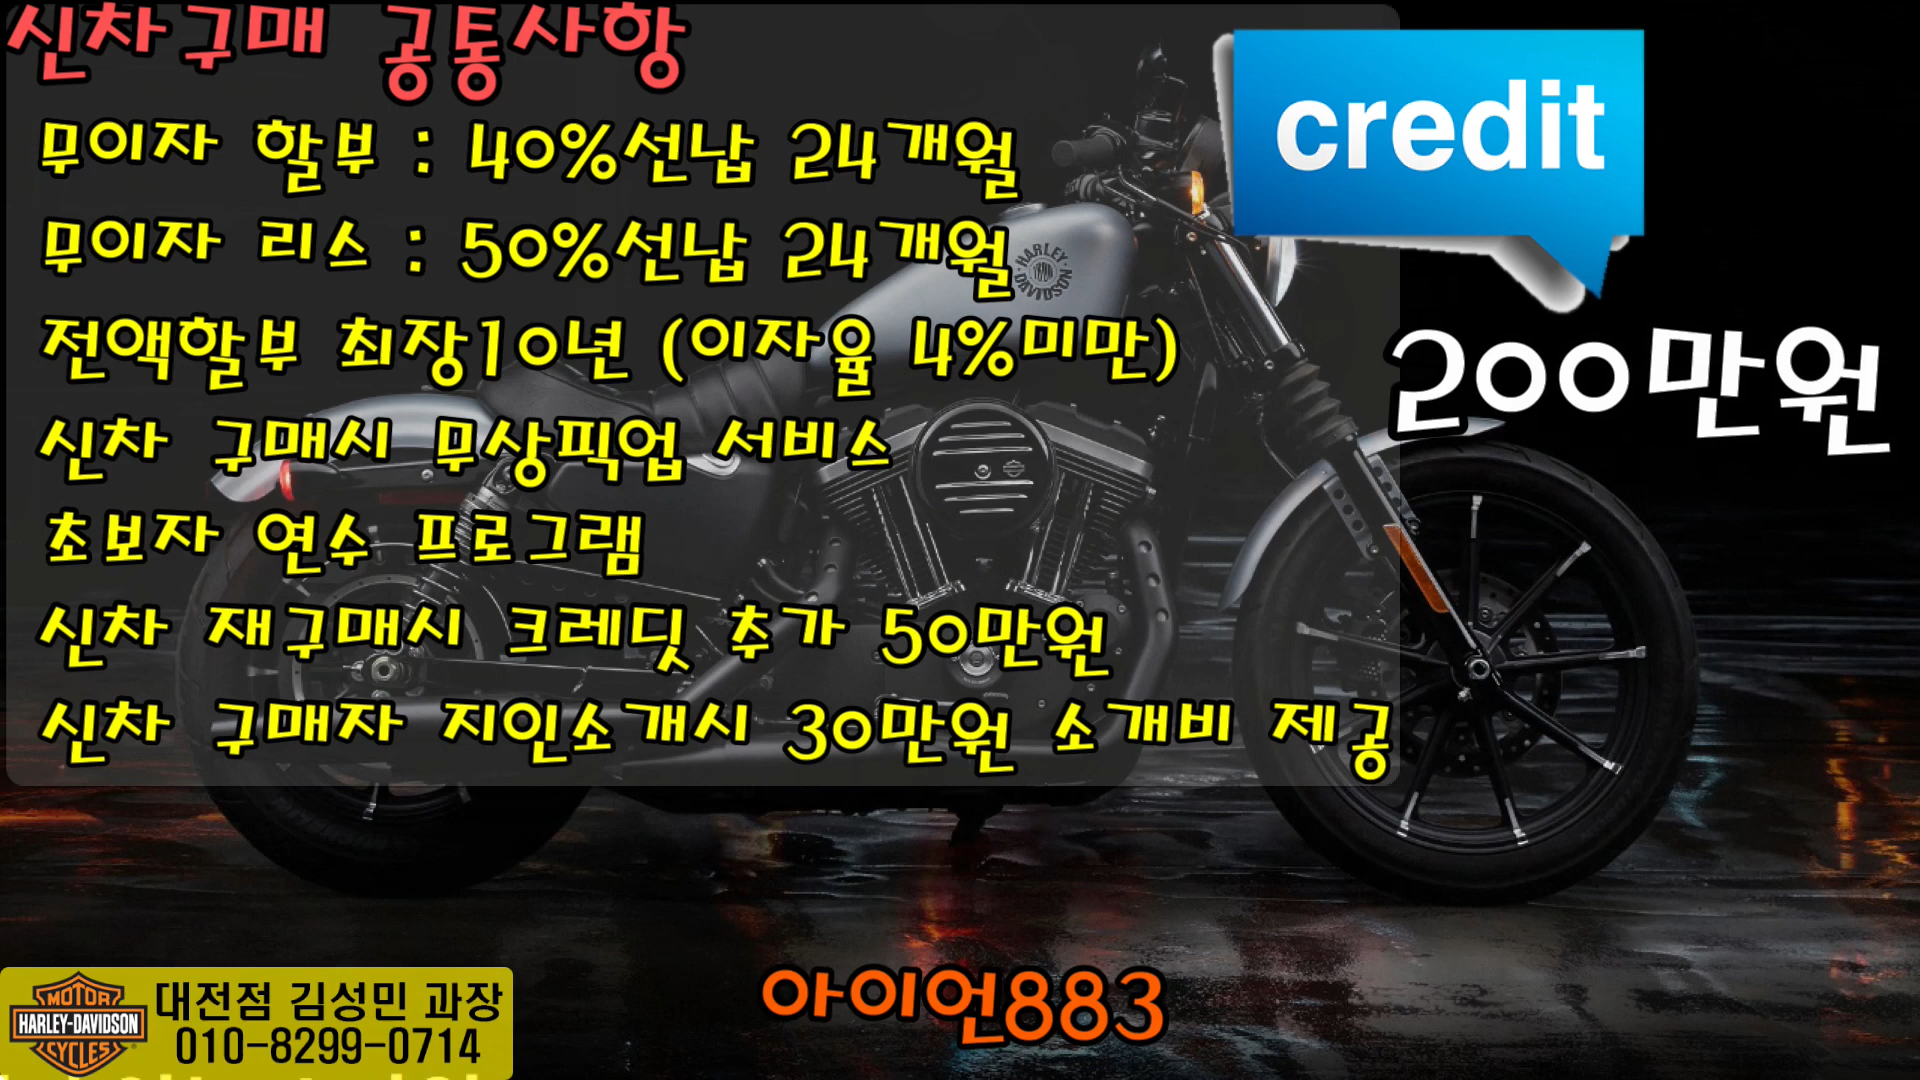 신차구매 공통사항
무이자 할부 : 40%선납 24개월
무이자 리스 : 50%선납 24개월
전액할부 최장10년 (이자율 4%미만)
신차 구매시 무상픽업 서비스
초보자 연수 프로그램
신차 재구매시 크레딧 추가 50만원
신차 구매자 지인소개시 30만원 소개비 제공
credit
200만원
HARLEY-DAVIDSON
아이언883
MOTOR
HARLEY-DAVIDSON
CYCLES
대전점 김성민 과장
010-8299-0714